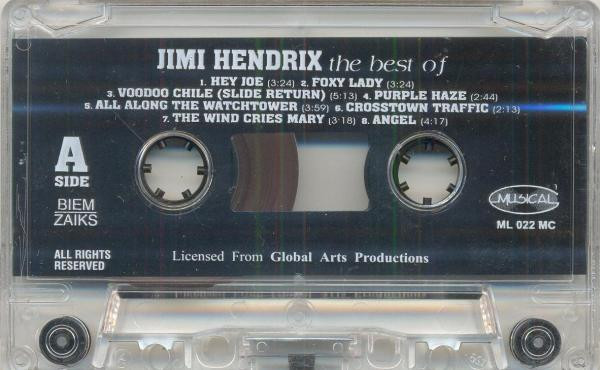 JIMI HENDRIX the best of
1. HEY JOE (3:24) 2. FOXY LADY (3:24)
3. VOODOO CHILE (SLIDE RETURN) (5:13) 4. PURPLE HAZE (2:44)
5. ALL ALONG THE WATCHTOWER (3:59) 6. CROSSTOWN TRAFFIC (2:13)
7. THE WIND CRIES MARY (3:18) 8. ANGEL (4:17)
A
SIDE
BIEM
ZAIKS
MUSICAL
ML 022 MC
ALL RIGHTS
RESERVED
Licensed From Global Arts Productions